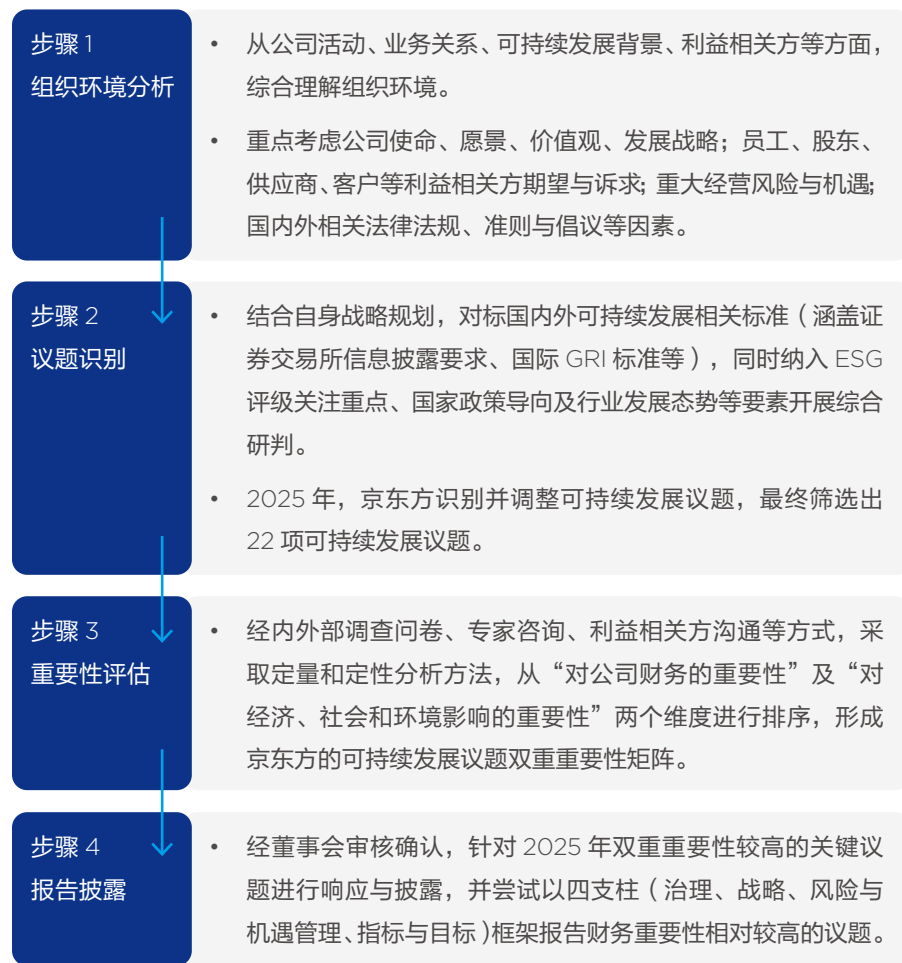 步骤 1
组织环境分析
• 从公司活动、业务关系、可持续发展背景、利益相关方等方面，
综合理解组织环境。
• 重点考虑公司使命、愿景、价值观、发展战略；员工、股东、
供应商、客户等利益相关方期望与诉求；重大经营风险与机遇；
国内外相关法律法规、准则与倡议等因素。
步骤 2
议题识别
• 结合自身战略规划，对标国内外可持续发展相关标准（涵盖证
券交易所信息披露要求、国际 GRI 标准等），同时纳入 ESG
评级关注重点、国家政策导向及行业发展态势等要素开展综合
研判。
• 2025 年，京东方识别并调整可持续发展议题，最终筛选出
22 项可持续发展议题。
步骤 3
重要性评估
• 经内外部调查问卷、专家咨询、利益相关方沟通等方式，采
取定量和定性分析方法，从“对公司财务的重要性”及“对
经济、社会和环境影响的重要性”两个维度进行排序，形成
京东方的可持续发展议题双重重要性矩阵。
步骤 4
报告披露
• 经董事会审核确认，针对 2025 年双重重要性较高的关键议
题进行响应与披露，并尝试以四支柱（治理、战略、风险与
机遇管理、指标与目标）框架报告财务重要性相对较高的议题。